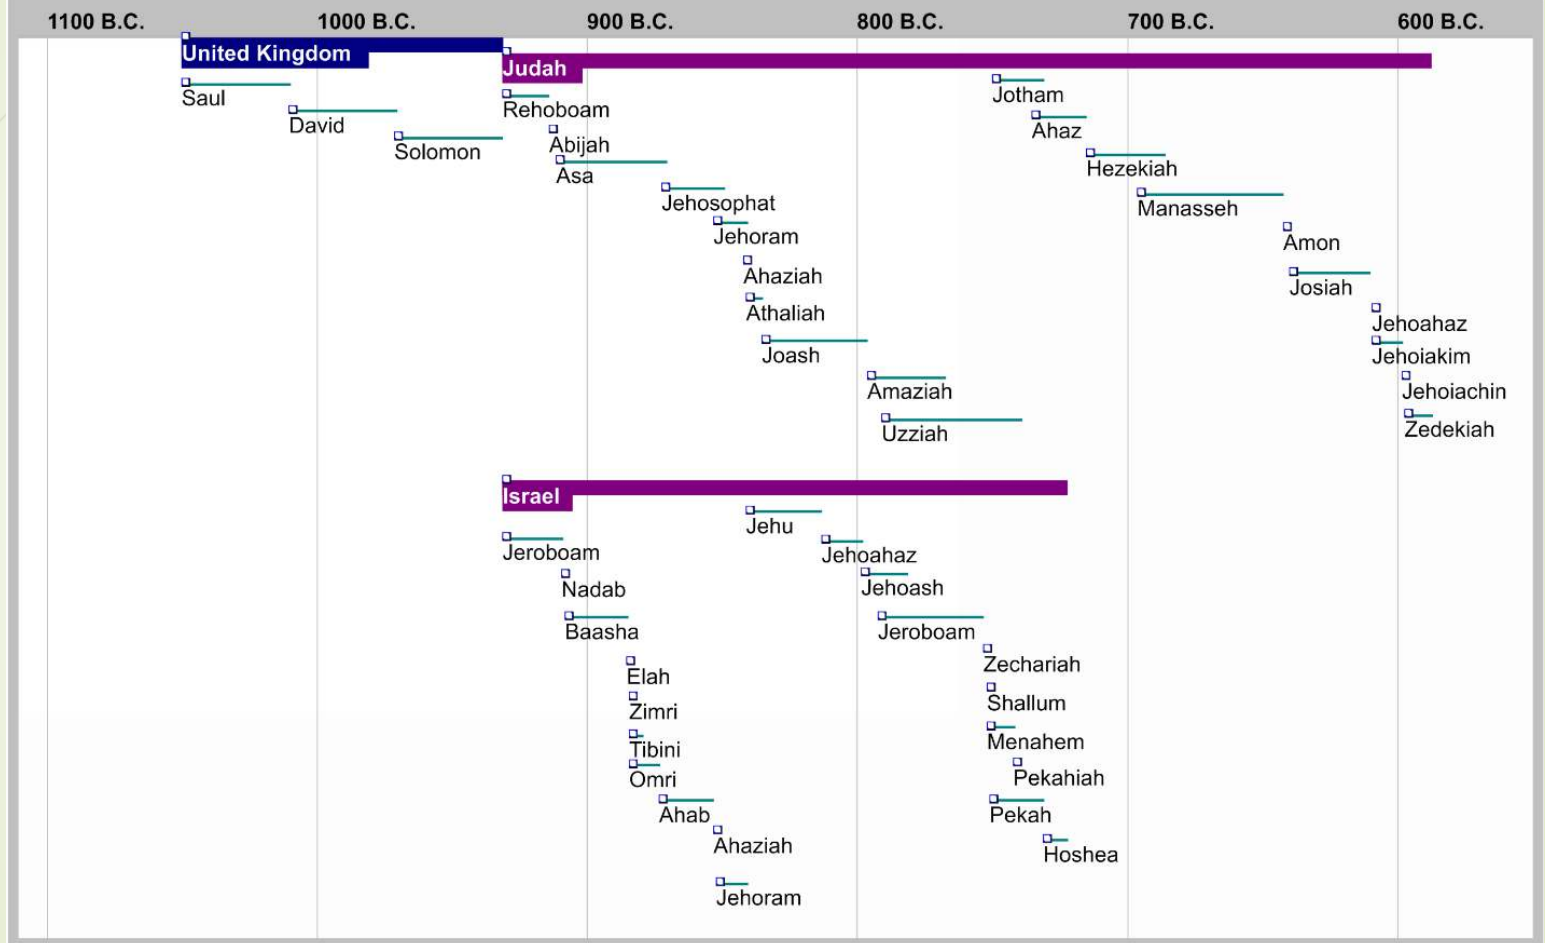 1100 B.C. 1000 B.C. 900 B.C. 800 B.C. 700 B.C. 600 B.C.
United Kingdom
Judah
Saul
David
Solomon
Rehoboam
Abijah
Asa
Jehosophat
Jehoram
Ahaziah
Athaliah
Joash
Amaziah
Uzziah
Jotham
Ahaz
Hezekiah
Manasseh
Amon
Josiah
Jehoahaz
Jehoiakim
Jehoiachin
Zedekiah
Israel
Jeroboam
Nadab
Baasha
Elah
Zimri
Tibini
Omri
Ahab
Ahaziah
Jehoram
Jehu
Jehoahaz
Jehoash
Jeroboam
Zechariah
Shallum
Menahem
Pekahiah
Pekah
Hoshea